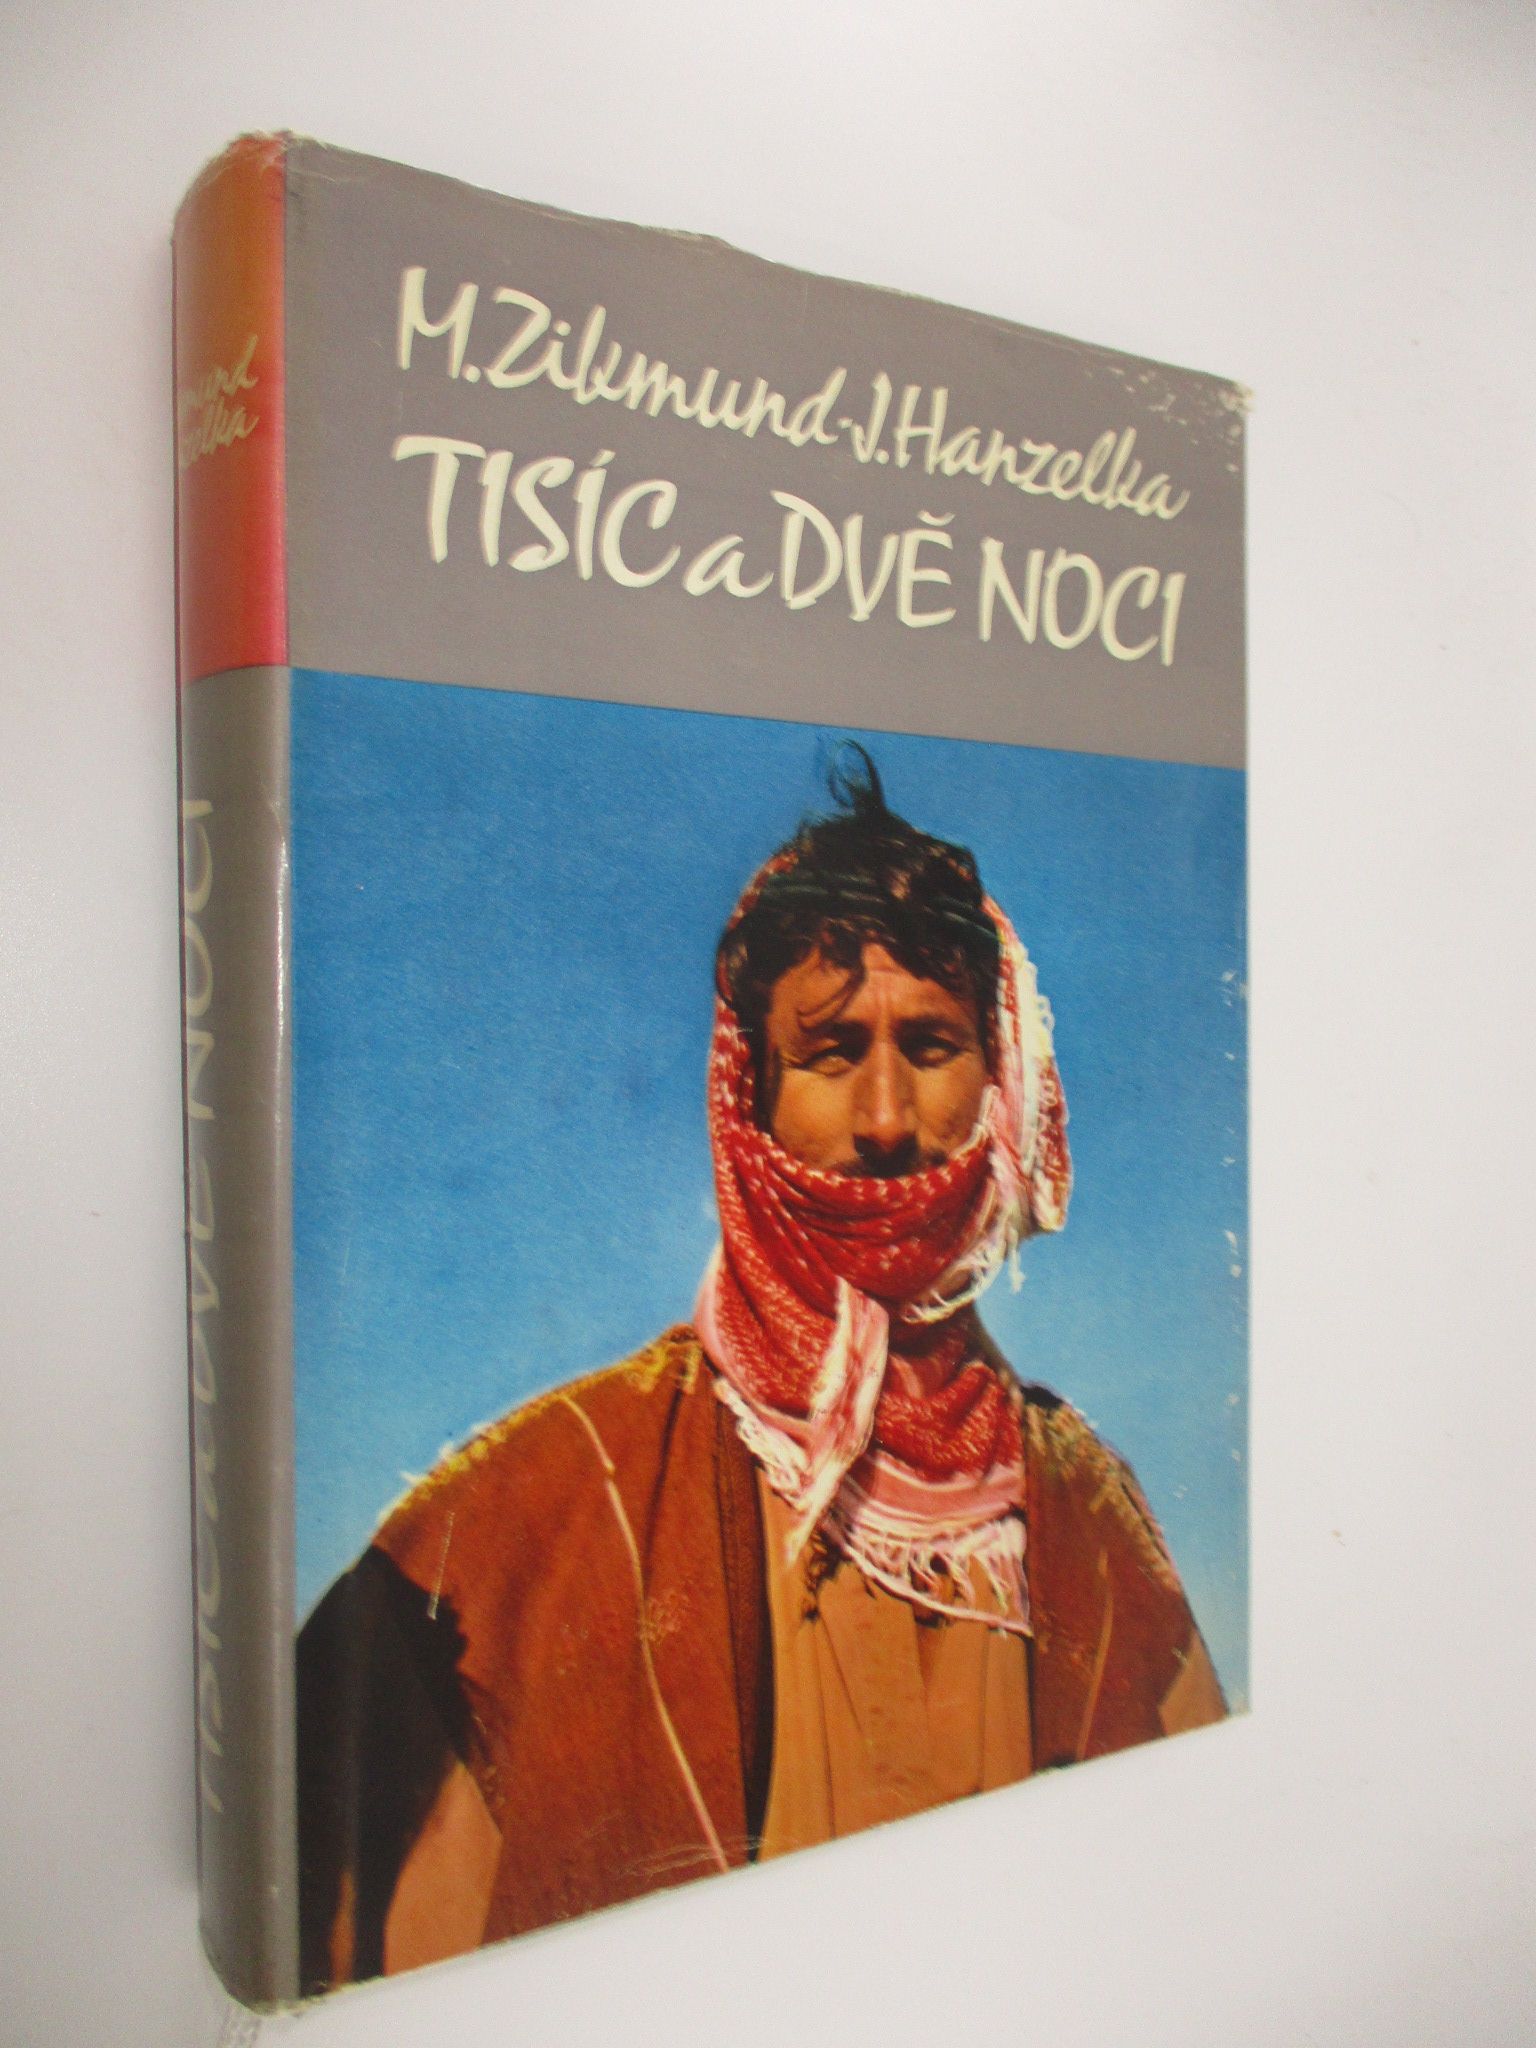 M. Zikmund - J. Hanzelka
TISÍC a DVĚ NOCI
TISÍC a DVĚ NOCI